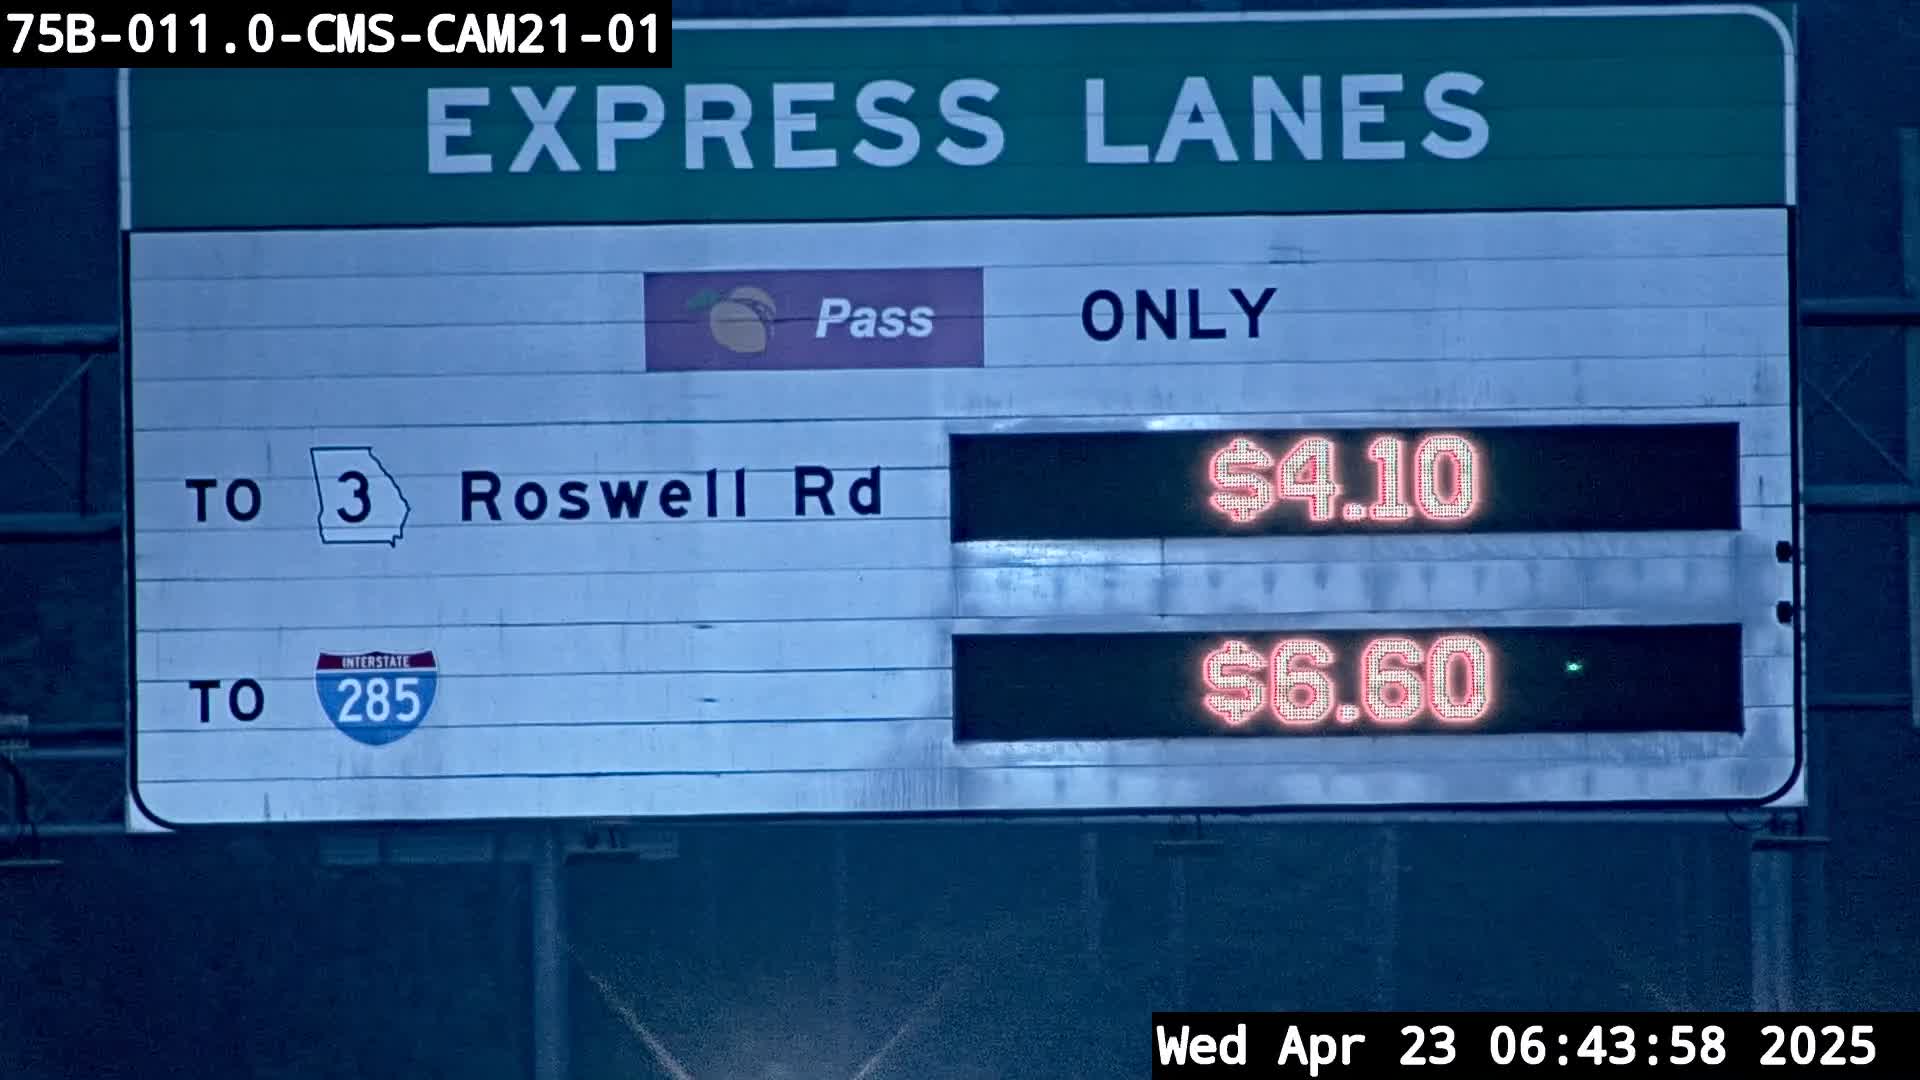 75B-011.0-CMS-CAM21-01
EXPRESS LANES
Pass ONLY
TO 3 Roswell Rd $4.10
INTERSTATE
TO 285 $6.60
Wed Apr 23 06:43:58 2025